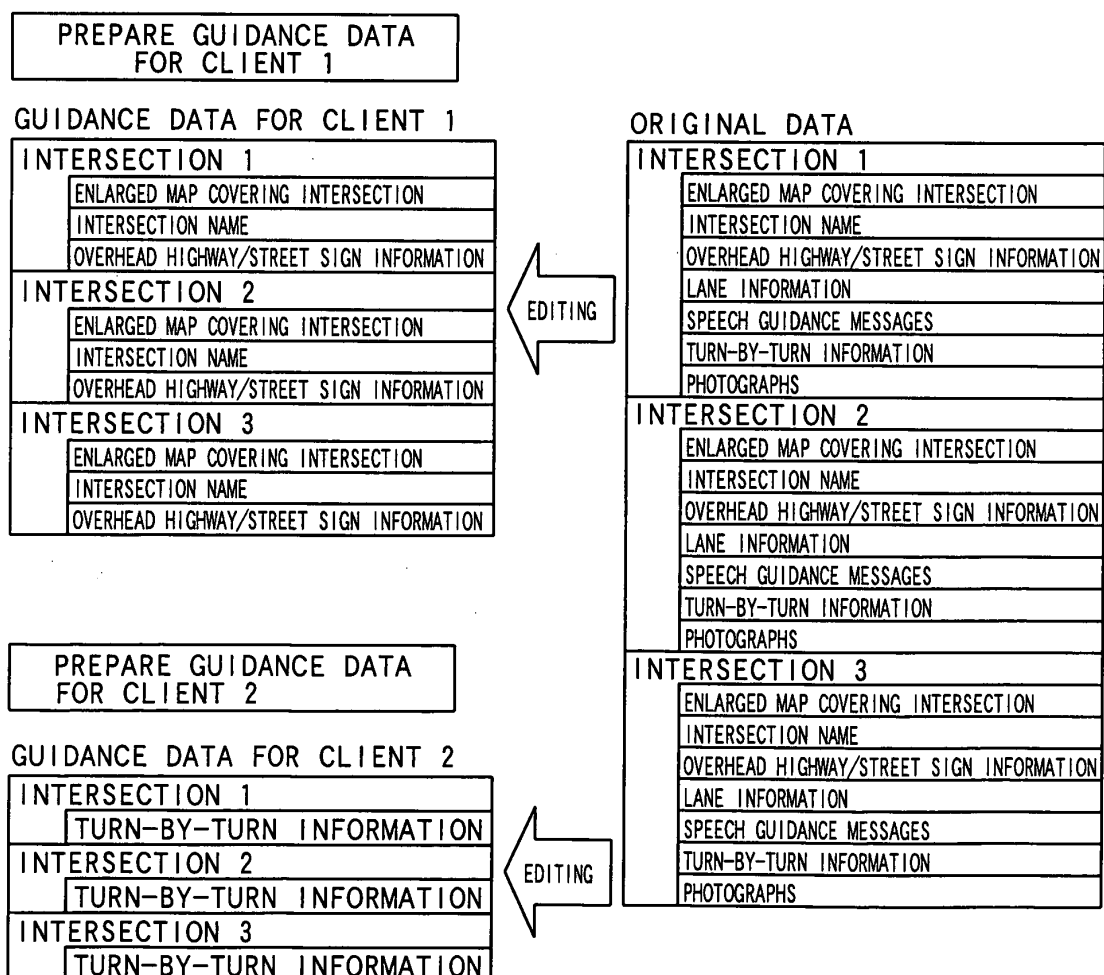 PREPARE GUIDANCE DATA
FOR CLIENT 1
GUIDANCE DATA FOR CLIENT 1
INTERSECTION 1
ENLARGED MAP COVERING INTERSECTION
INTERSECTION NAME
OVERHEAD HIGHWAY/STREET SIGN INFORMATION
INTERSECTION 2
ENLARGED MAP COVERING INTERSECTION
INTERSECTION NAME
OVERHEAD HIGHWAY/STREET SIGN INFORMATION
INTERSECTION 3
ENLARGED MAP COVERING INTERSECTION
INTERSECTION NAME
OVERHEAD HIGHWAY/STREET SIGN INFORMATION
EDITING
ORIGINAL DATA
INTERSECTION 1
ENLARGED MAP COVERING INTERSECTION
INTERSECTION NAME
OVERHEAD HIGHWAY/STREET SIGN INFORMATION
LANE INFORMATION
SPEECH GUIDANCE MESSAGES
TURN-BY-TURN INFORMATION
PHOTOGRAPHS
INTERSECTION 2
ENLARGED MAP COVERING INTERSECTION
INTERSECTION NAME
OVERHEAD HIGHWAY/STREET SIGN INFORMATION
LANE INFORMATION
SPEECH GUIDANCE MESSAGES
TURN-BY-TURN INFORMATION
PHOTOGRAPHS
INTERSECTION 3
ENLARGED MAP COVERING INTERSECTION
INTERSECTION NAME
OVERHEAD HIGHWAY/STREET SIGN INFORMATION
LANE INFORMATION
SPEECH GUIDANCE MESSAGES
TURN-BY-TURN INFORMATION
PHOTOGRAPHS
PREPARE GUIDANCE DATA
FOR CLIENT 2
GUIDANCE DATA FOR CLIENT 2
INTERSECTION 1
TURN-BY-TURN INFORMATION
INTERSECTION 2
TURN-BY-TURN INFORMATION
INTERSECTION 3
TURN-BY-TURN INFORMATION
EDITING